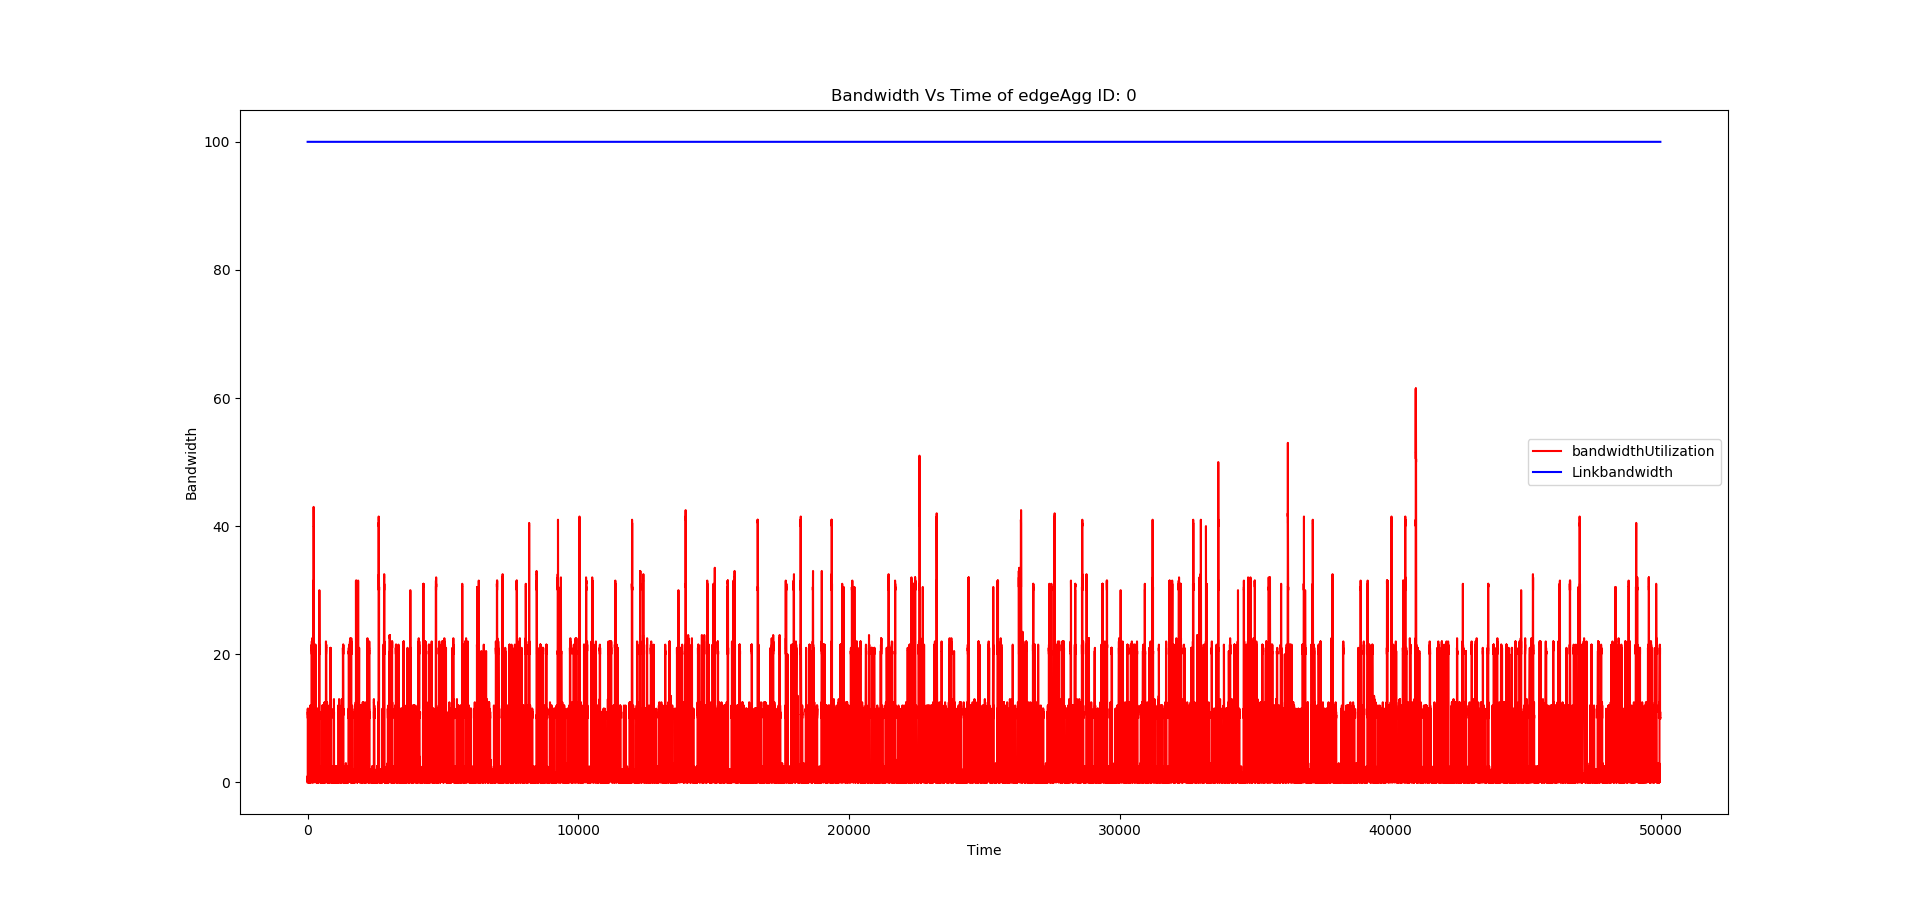 Bandwidth Vs Time of edgeAgg ID: 0
100
80
60
40
20
0
Bandwidth
bandwidthUtilization
Linkbandwidth
0 10000 20000 30000 40000 50000
Time